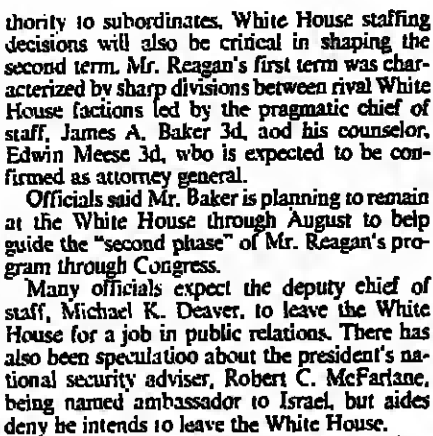 thority to subordinates, White House staffing
decisions will also be critical in shaping the
second term. Mr. Reagan's first term was char-
acterized by sharp divisions between rival White
House factions led by the pragmatic chief of
staff, James A. Baker 3d, aod his counselor,
Edwin Meese 3d, wbo is expected to be con-
firmed as attorney general.
Officials said Mr. Baker is planning to remain
at the White House through August to belp
guide the "second phase" of Mr. Reagan's pro-
gram through Congress.
Many officials expect the deputy chief of
staff, Michael K. Deaver, to leave the White
House for a job in public relations. There has
also been speculatioo about the president's na-
tional security adviser, Robert C. McFarlane,
being named ambassador to Israel, but aides
deny he intends to leave the White House.